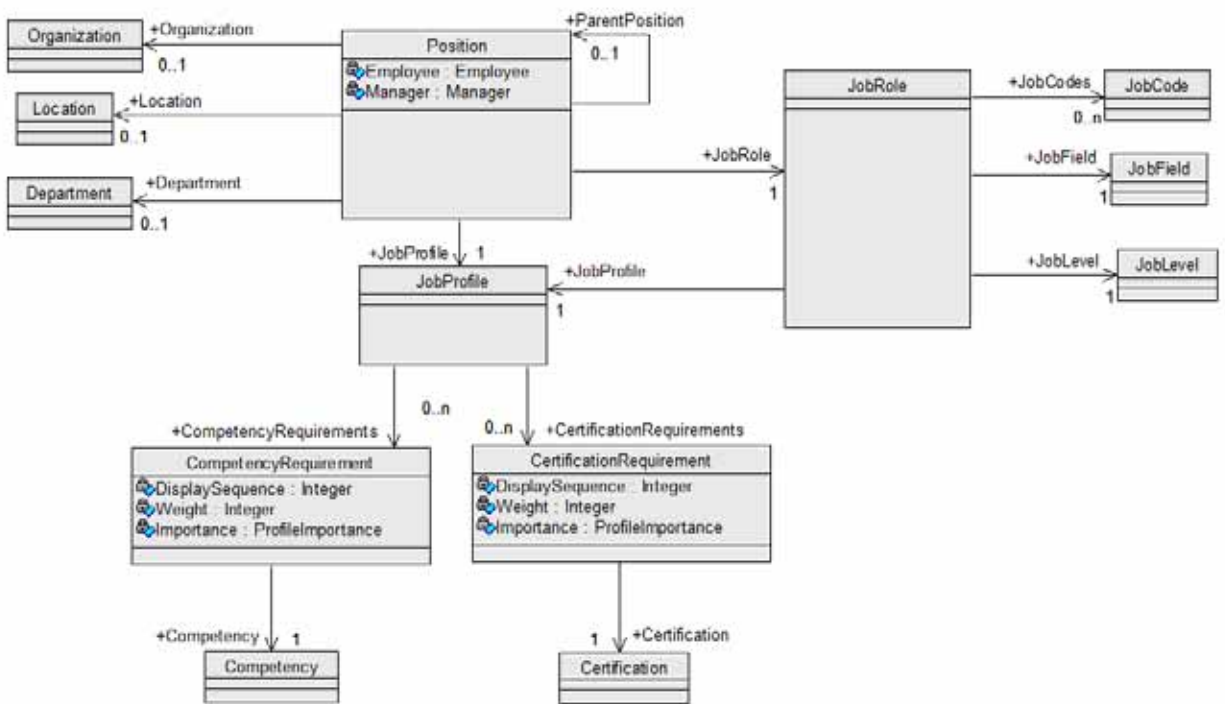 +ParentPosition
0..1
Organization
+Organization
0..1
Position
Employee : Employee
Manager : Manager
Location
+Location
0..1
Department
+Department
0..1
+JobRole
1
JobRole
+JobCodes
0..n
JobCode
+JobField
1
JobField
+JobLevel
1
JobLevel
+JobProfile
1
+JobProfile
1
JobProfile
0..n
+CompetencyRequirements
0..n
+CertificationRequirements
CompetencyRequirement
DisplaySequence : Integer
Weight : Integer
Importance : ProfileImportance
CertificationRequirement
DisplaySequence : Integer
Weight : Integer
Importance : ProfileImportance
+Competency
1
Competency
1
+Certification
Certification